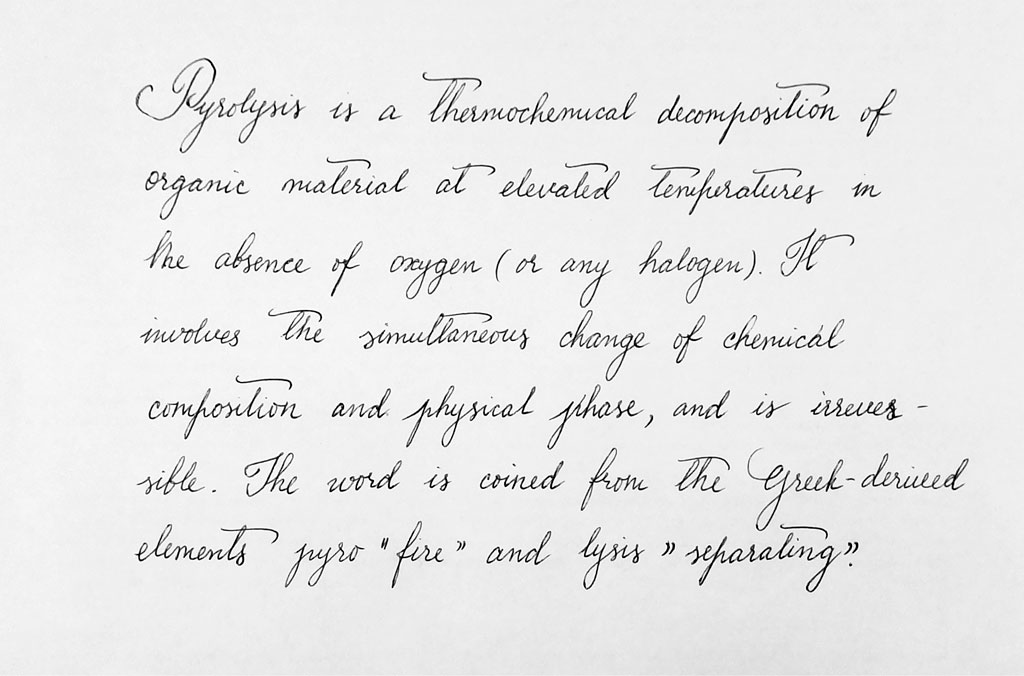 Pyrolysis is a thermochemical decomposition of
organic material at elevated temperatures in
the absence of oxygen (or any halogen). It
involves the simultaneous change of chemical
composition and physical phase, and is irrever-
sible. The word is coined from the Greek-derived
elements pyro "fire" and lysis "separating".